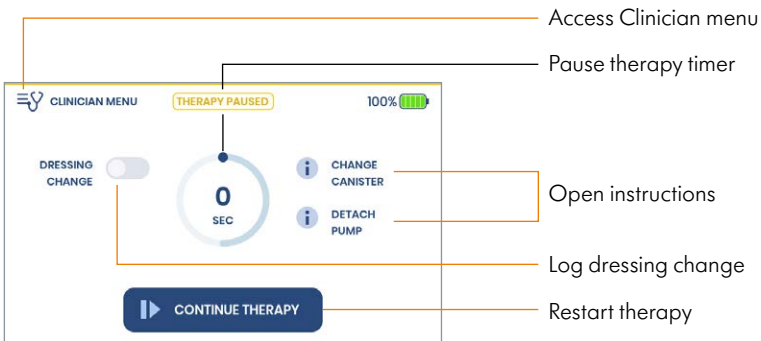 Access Clinician menu
Pause therapy timer
CLINICIAN MENU
THERAPY PAUSED
100%
DRESSING
CHANGE
0
SEC
i
CHANGE
CANISTER
i
DETACH
PUMP
Open instructions
Log dressing change
CONTINUE THERAPY
Restart therapy